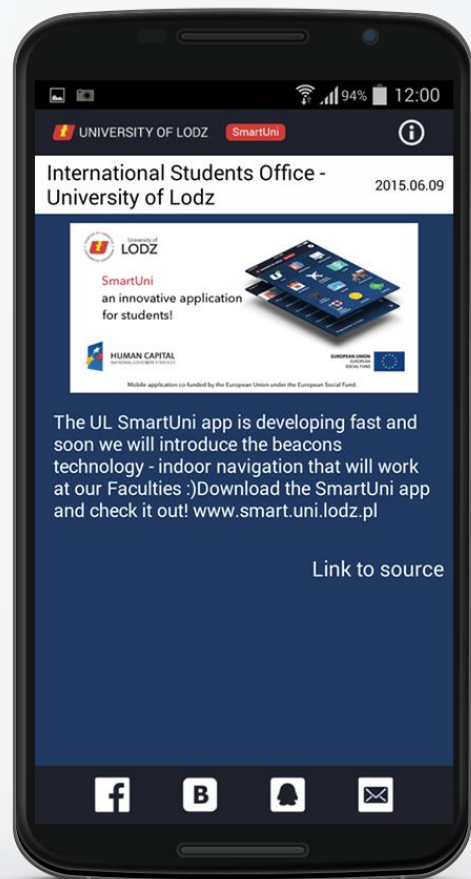 94% 12:00
UNIVERSITY OF LODZ SmartUni
International Students Office -
University of Lodz
2015.06.09
University of
LODZ
SmartUni
an innovative application
for students!
HUMAN CAPITAL
NATIONAL COHESION STRATEGY
EUROPEAN UNION
EUROPEAN
SOCIAL FUND
Mobile application co-funded by the European Union under the European Social Fund.
The UL SmartUni app is developing fast and
soon we will introduce the beacons
technology - indoor navigation that will work
at our Faculties :)Download the SmartUni app
and check it out! www.smart.uni.lodz.pl
Link to source
f B